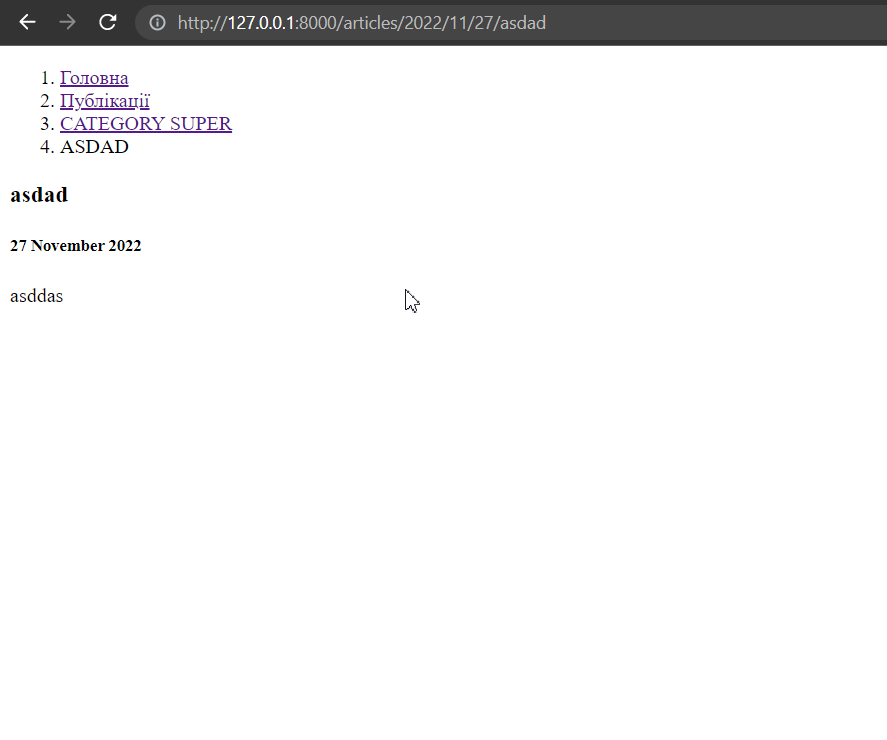 http://127.0.0.1:8000/articles/2022/11/27/asdad
1. Головна
2. Публікації
3. CATEGORY SUPER
4. ASDAD
asdad
27 November 2022
asddas